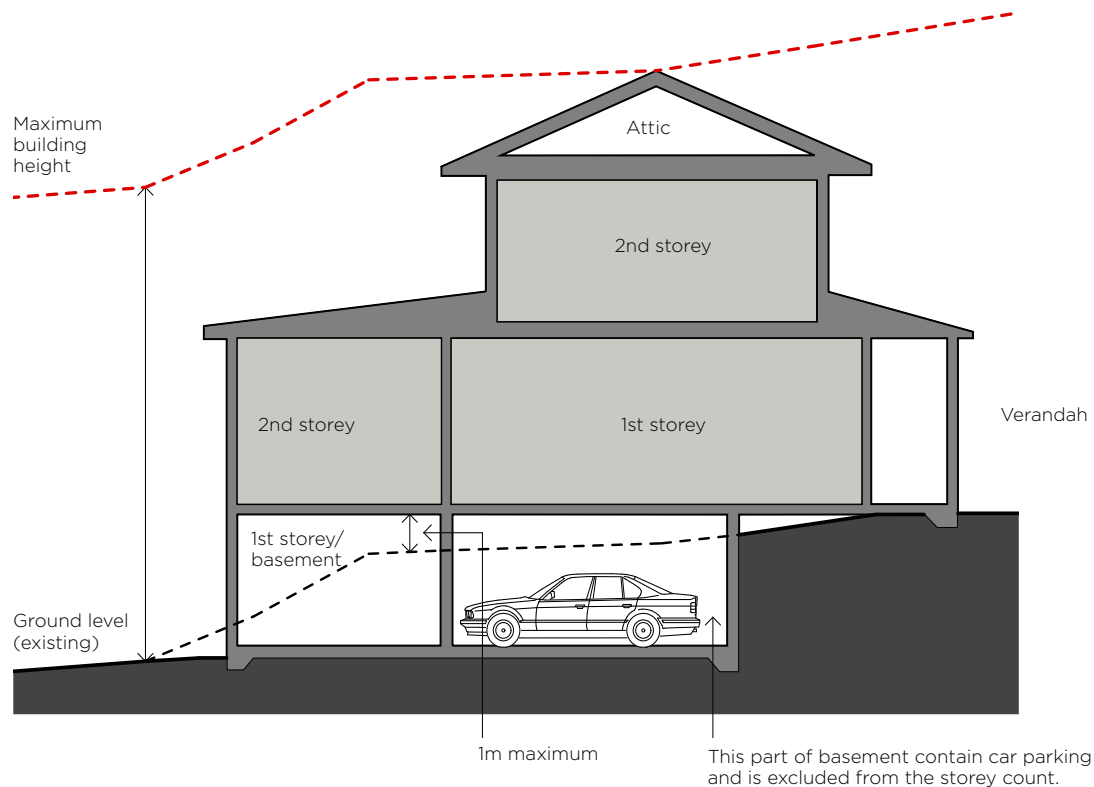 Maximum
building
height
Attic
2nd storey
2nd storey
1st storey
Verandah
1st storey/
basement
Ground level
(existing)
1m maximum
This part of basement contain car parking
and is excluded from the storey count.